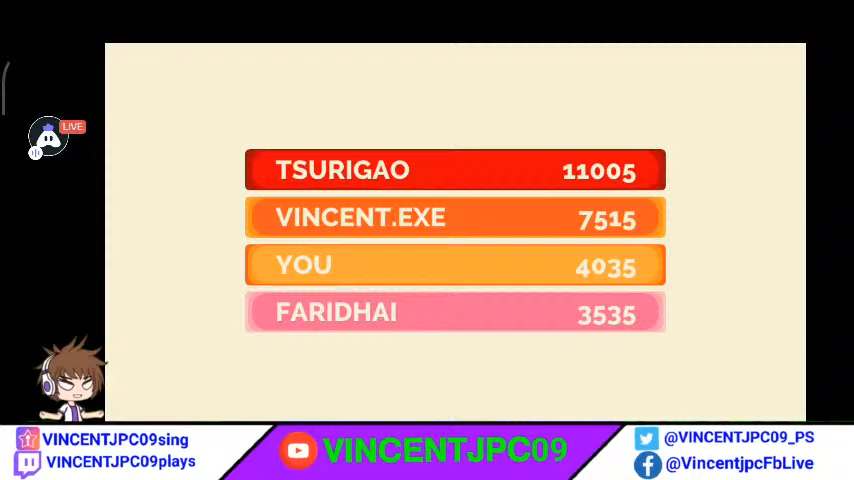 LIVE
TSURIGAO 11005
VINCENT.EXE 7515
YOU 4035
FARIDHAI 3535
VINCENTJPC09sing
VINCENTJPC09plays
VINCENTJPC09
@VINCENTJPC09_PS
@VincentjpcFbLive